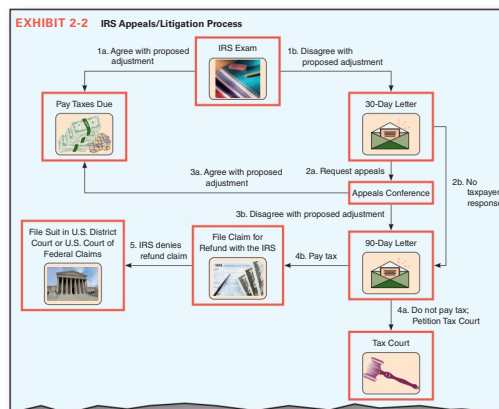 EXHIBIT 2-2 IRS Appeals/Litigation Process
1a. Agree with proposed
adjustment
IRS Exam
1b. Disagree with
proposed adjustment
Pay Taxes Due
30-Day Letter
3a. Agree with proposed
adjustment
2a. Request appeals
2b. No
taxpayer
response
Appeals Conference
3b. Disagree with proposed adjustment
File Suit in U.S. District
Court or U.S. Court of
Federal Claims
5. IRS denies
refund claim
File Claim for
Refund with the IRS
4b. Pay tax
90-Day Letter
4a. Do not pay tax;
Petition Tax Court
Tax Court